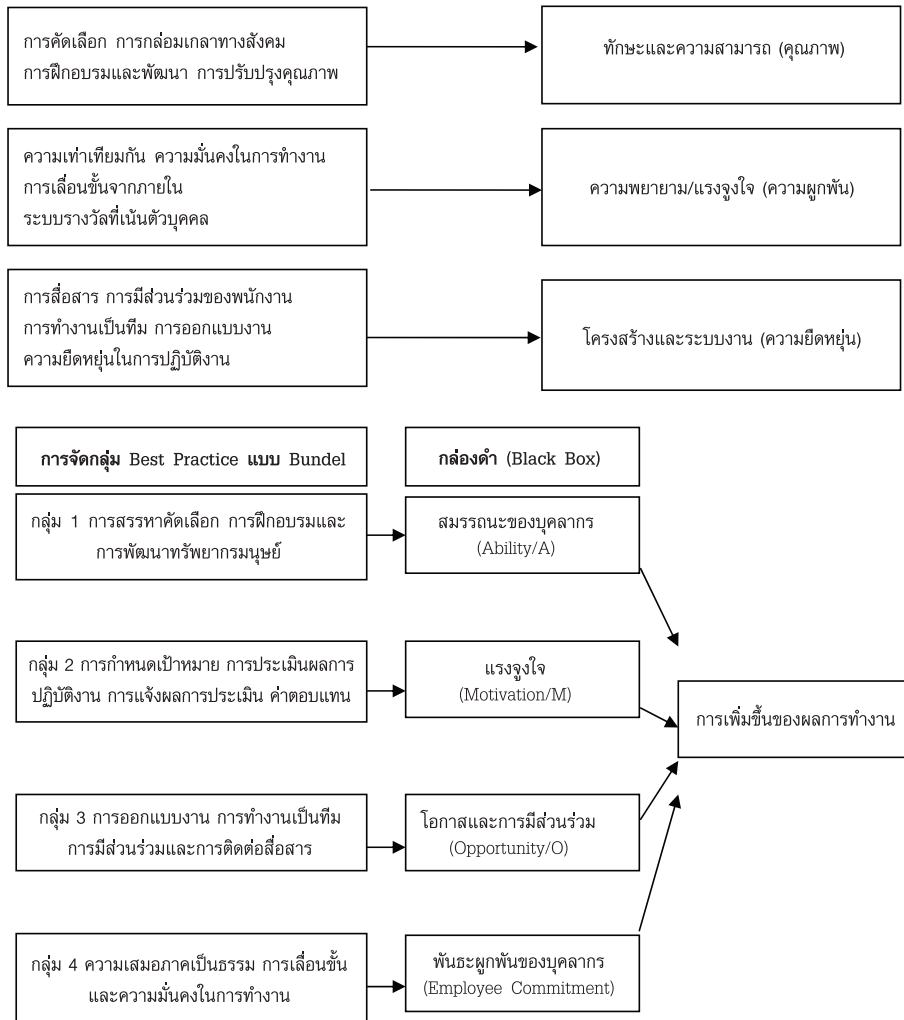 การคัดเลือก การกล่อมเกลาทางสังคม
การฝึกอบรมและพัฒนา การปรับปรุงคุณภาพ
ทักษะและความสามารถ (คุณภาพ)
ความเท่าเทียมกัน ความมั่นคงในการทำงาน
การเลื่อนขั้นจากภายใน
ระบบรางวัลที่เน้นตัวบุคคล
ความพยายาม/แรงจูงใจ (ความผูกพัน)
การสื่อสาร การมีส่วนร่วมของพนักงาน
การทำงานเป็นทีม การออกแบบงาน
ความยืดหยุ่นในการปฏิบัติงาน
โครงสร้างและระบบงาน (ความยืดหยุ่น)
การจัดกลุ่ม Best Practice แบบ Bundel
กล่องดำ (Black Box)
กลุ่ม 1 การสรรหาคัดเลือก การฝึกอบรมและ
การพัฒนาทรัพยากรมนุษย์
สมรรถนะของบุคลากร
(Ability/A)
กลุ่ม 2 การกำหนดเป้าหมาย การประเมินผลการ
ปฏิบัติงาน การแจ้งผลการประเมิน ค่าตอบแทน
แรงจูงใจ
(Motivation/M)
การเพิ่มขึ้นของผลการทำงาน
กลุ่ม 3 การออกแบบงาน การทำงานเป็นทีม
การมีส่วนร่วมและการติดต่อสื่อสาร
โอกาสและการมีส่วนร่วม
(Opportunity/O)
กลุ่ม 4 ความเสมอภาคเป็นธรรม การเลื่อนขั้น
และความมั่นคงในการทำงาน
พันธะผูกพันของบุคลากร
(Employee Commitment)